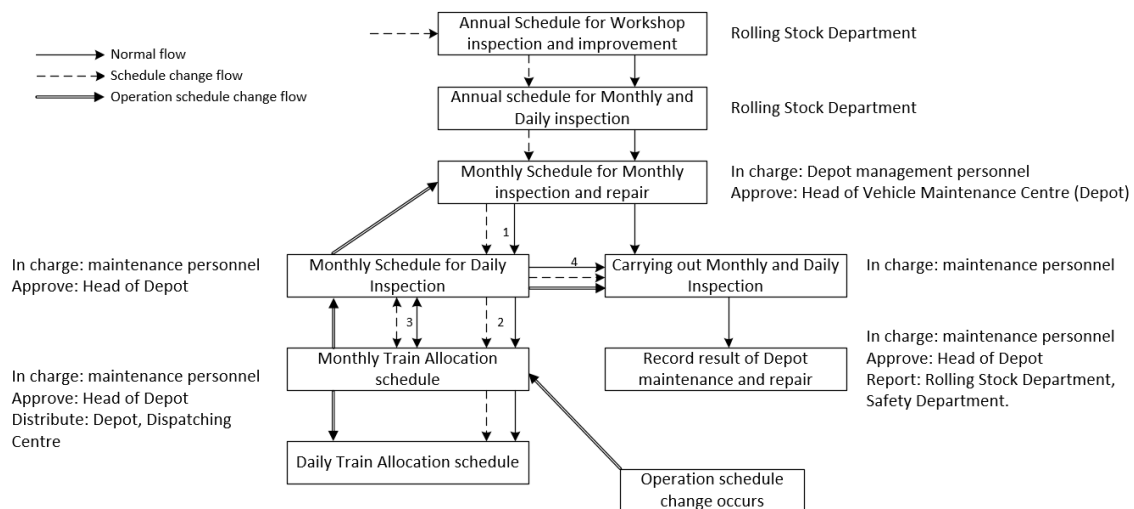 Annual Schedule for Workshop
inspection and improvement
Rolling Stock Department
Normal flow
Schedule change flow
Operation schedule change flow
Annual schedule for Monthly and
Daily inspection
Rolling Stock Department
Monthly Schedule for Monthly
inspection and repair
In charge: Depot management personnel
Approve: Head of Vehicle Maintenance Centre (Depot)
1
In charge: maintenance personnel
Approve: Head of Depot
Monthly Schedule for Daily
Inspection
4
Carrying out Monthly and Daily
Inspection
In charge: maintenance personnel
3
2
In charge: maintenance personnel
Approve: Head of Depot
Distribute: Depot, Dispatching
Centre
Monthly Train Allocation
schedule
Record result of Depot
maintenance and repair
In charge: maintenance personnel
Approve: Head of Depot
Report: Rolling Stock Department,
Safety Department.
Daily Train Allocation schedule
Operation schedule
change occurs